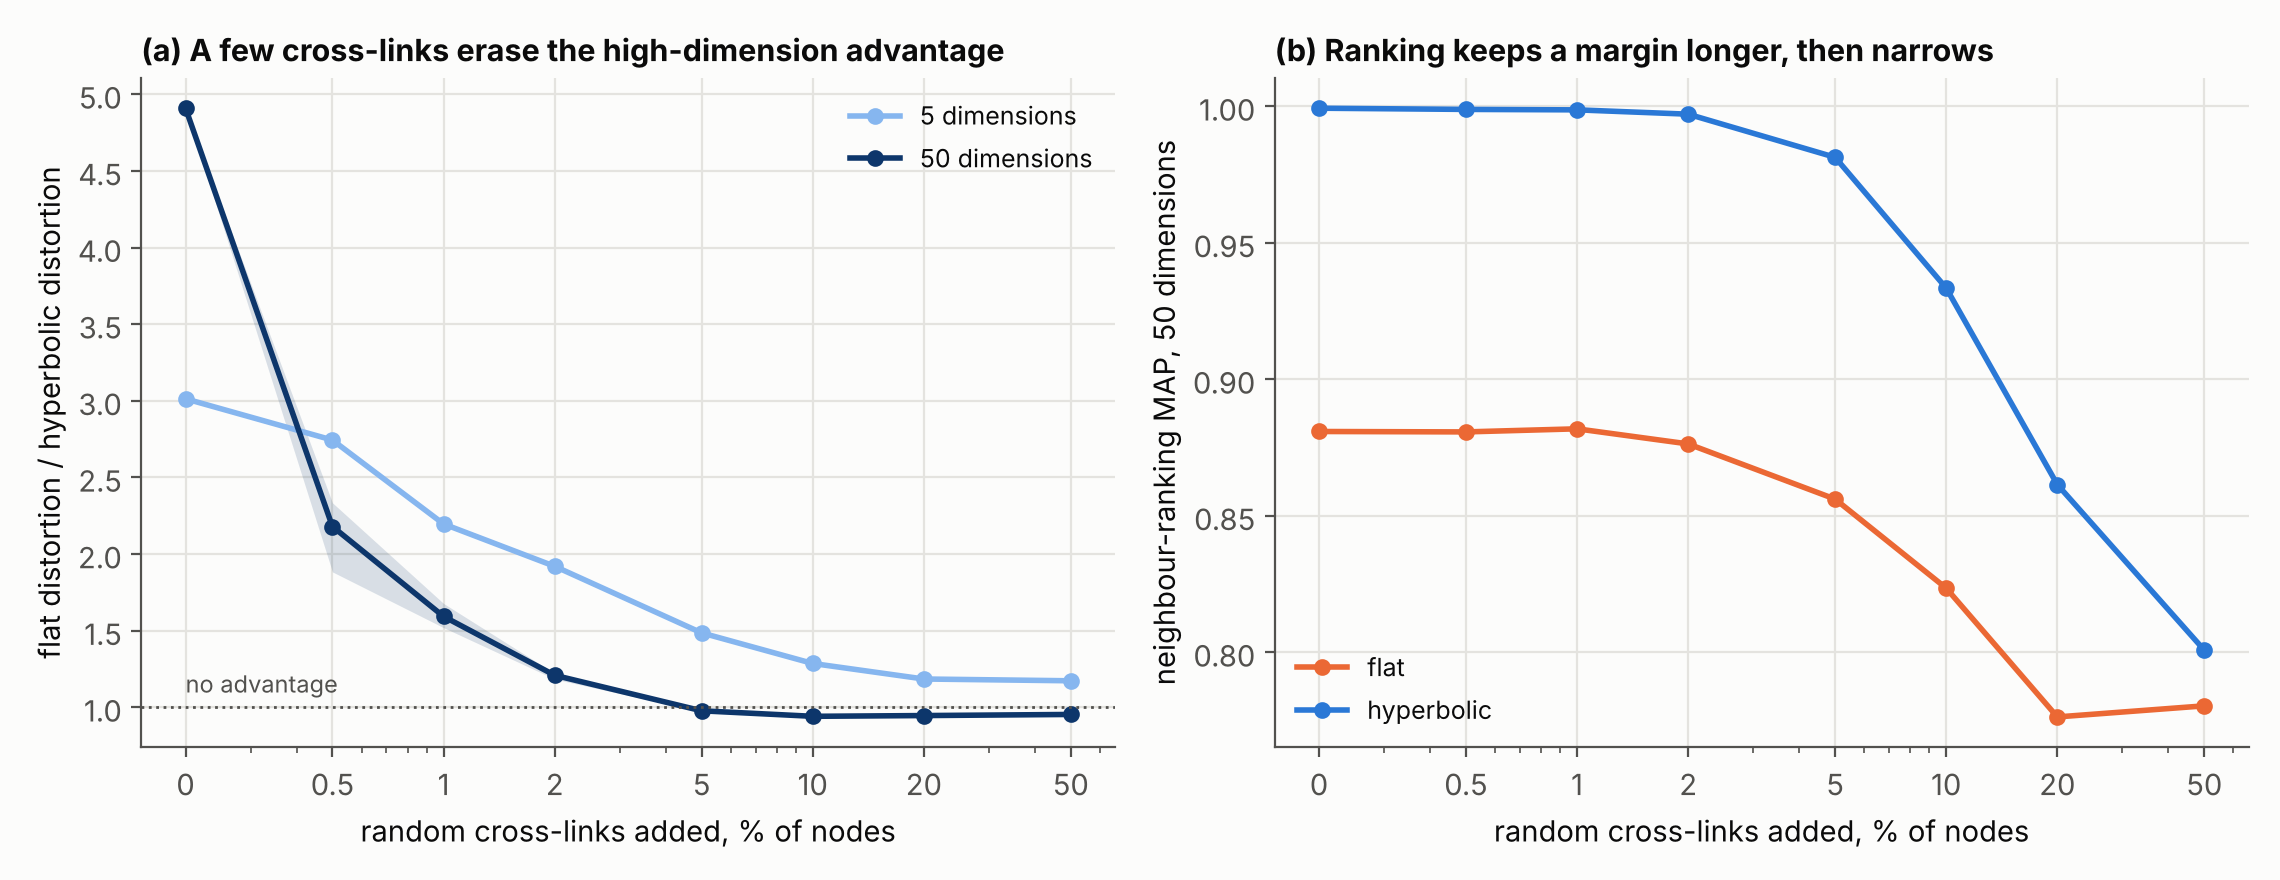 (a) A few cross-links erase the high-dimension advantage
flat distortion / hyperbolic distortion
5.0
4.5
4.0
3.5
3.0
2.5
2.0
1.5
1.0
5 dimensions
50 dimensions
no advantage
0 0.5 1 2 5 10 20 50
random cross-links added, % of nodes
(b) Ranking keeps a margin longer, then narrows
neighbour-ranking MAP, 50 dimensions
1.00
0.95
0.90
0.85
0.80
flat
hyperbolic
0 0.5 1 2 5 10 20 50
random cross-links added, % of nodes